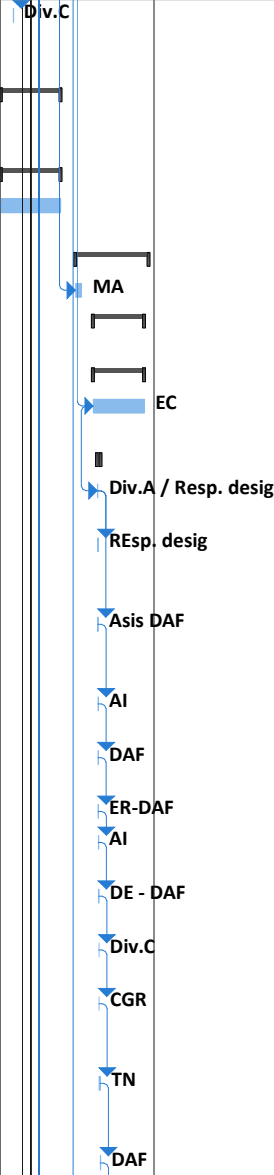 Div.C
MA
EC
Div.A / Resp. desig
REsp. desig
Asis DAF
AI
DAF
ER-DAF
AI
DE - DAF
Div.C
CGR
TN
DAF